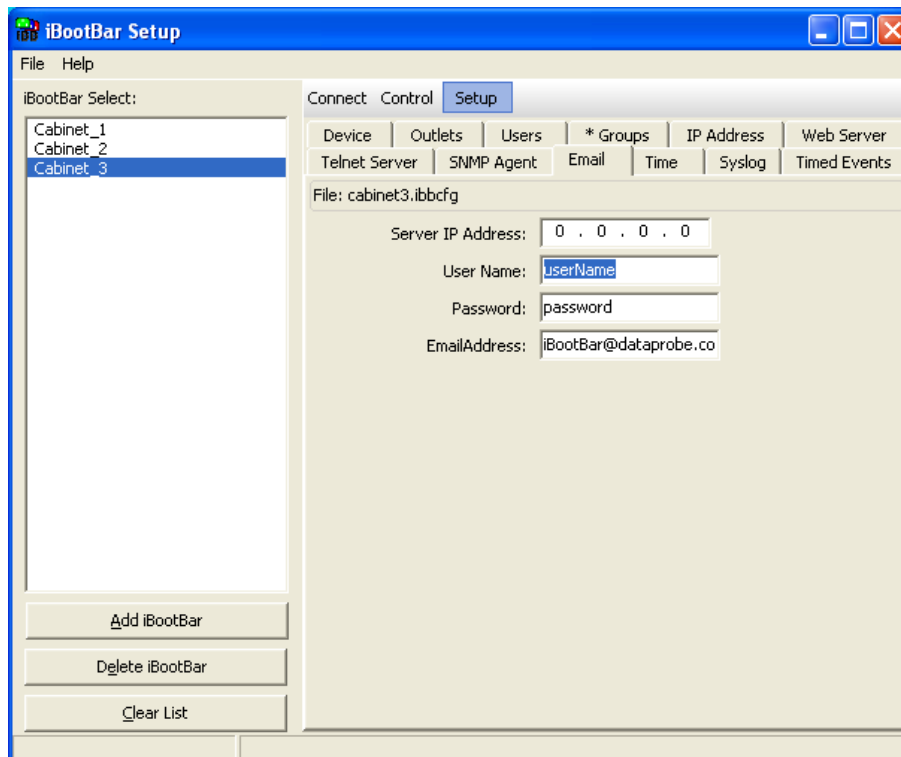 iBootBar Setup
File Help
iBootBar Select:
Cabinet_1
Cabinet_2
Cabinet_3
Add iBootBar
Delete iBootBar
Clear List
Connect Control Setup
Device Outlets Users * Groups IP Address Web Server
Telnet Server SNMP Agent Email Time Syslog Timed Events
File: cabinet3.ibbcfg
Server IP Address: 0 . 0 . 0 . 0
User Name: userName
Password: password
EmailAddress: iBootBar@dataprobe.co